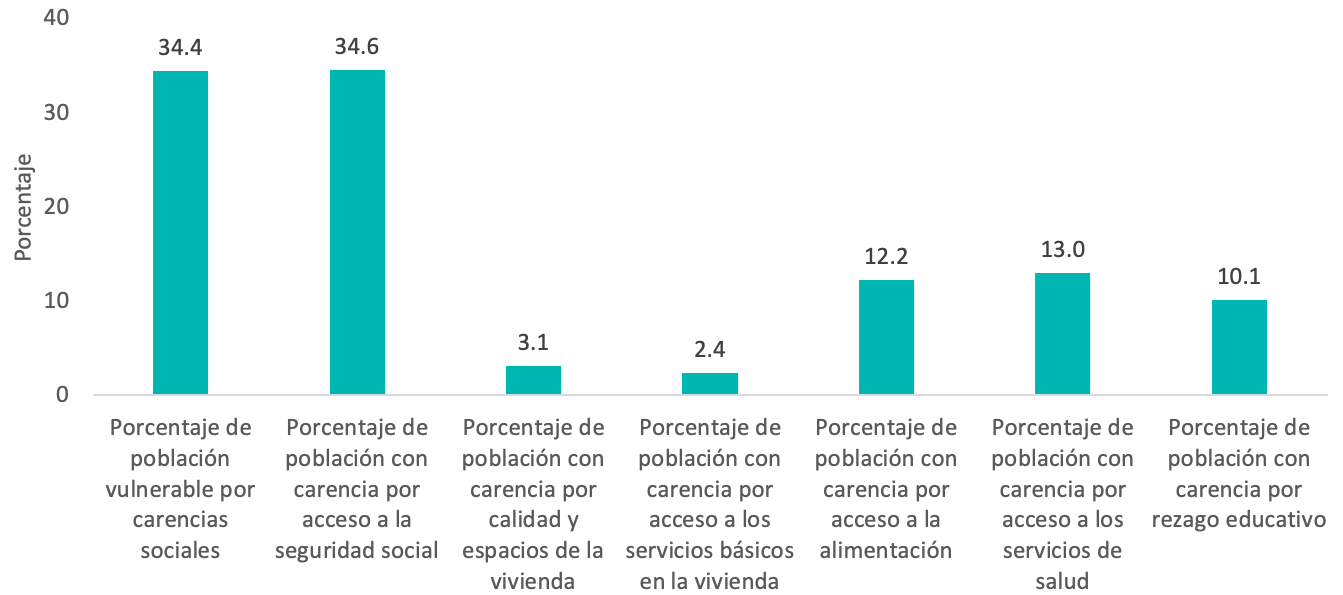 40
30
20
10
0
Porcentaje
34.4
34.6
3.1
2.4
12.2
13.0
10.1
Porcentaje de
población
vulnerable por
carencias
sociales
Porcentaje de
población con
carencia por
acceso a la
seguridad social
Porcentaje de
población con
carencia por
calidad y
espacios de la
vivienda
Porcentaje de
población con
carencia por
acceso a los
servicios básicos
en la vivienda
Porcentaje de
población con
carencia por
acceso a la
alimentación
Porcentaje de
población con
carencia por
acceso a los
servicios de
salud
Porcentaje de
población con
carencia por
rezago educativo